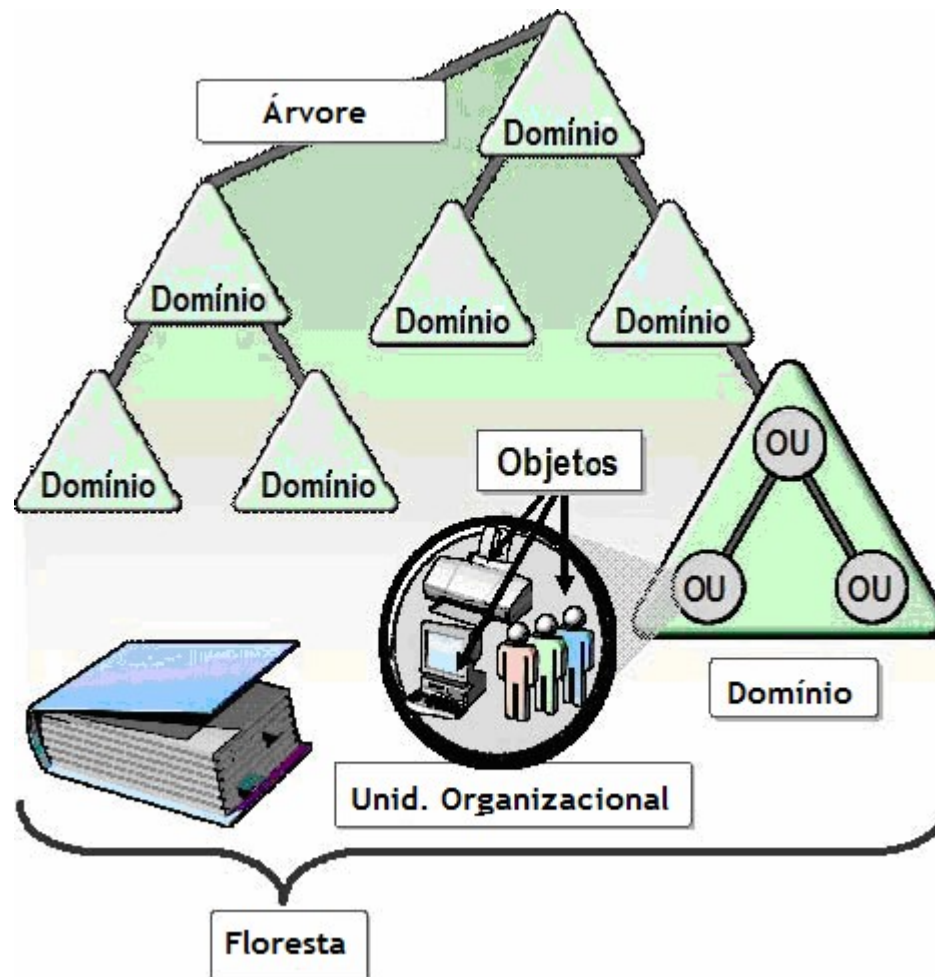 Árvore
Domínio
Domínio
Domínio
Domínio
Domínio
Domínio
OU
Objetos
OU
OU
Domínio
Unid. Organizacional
Floresta